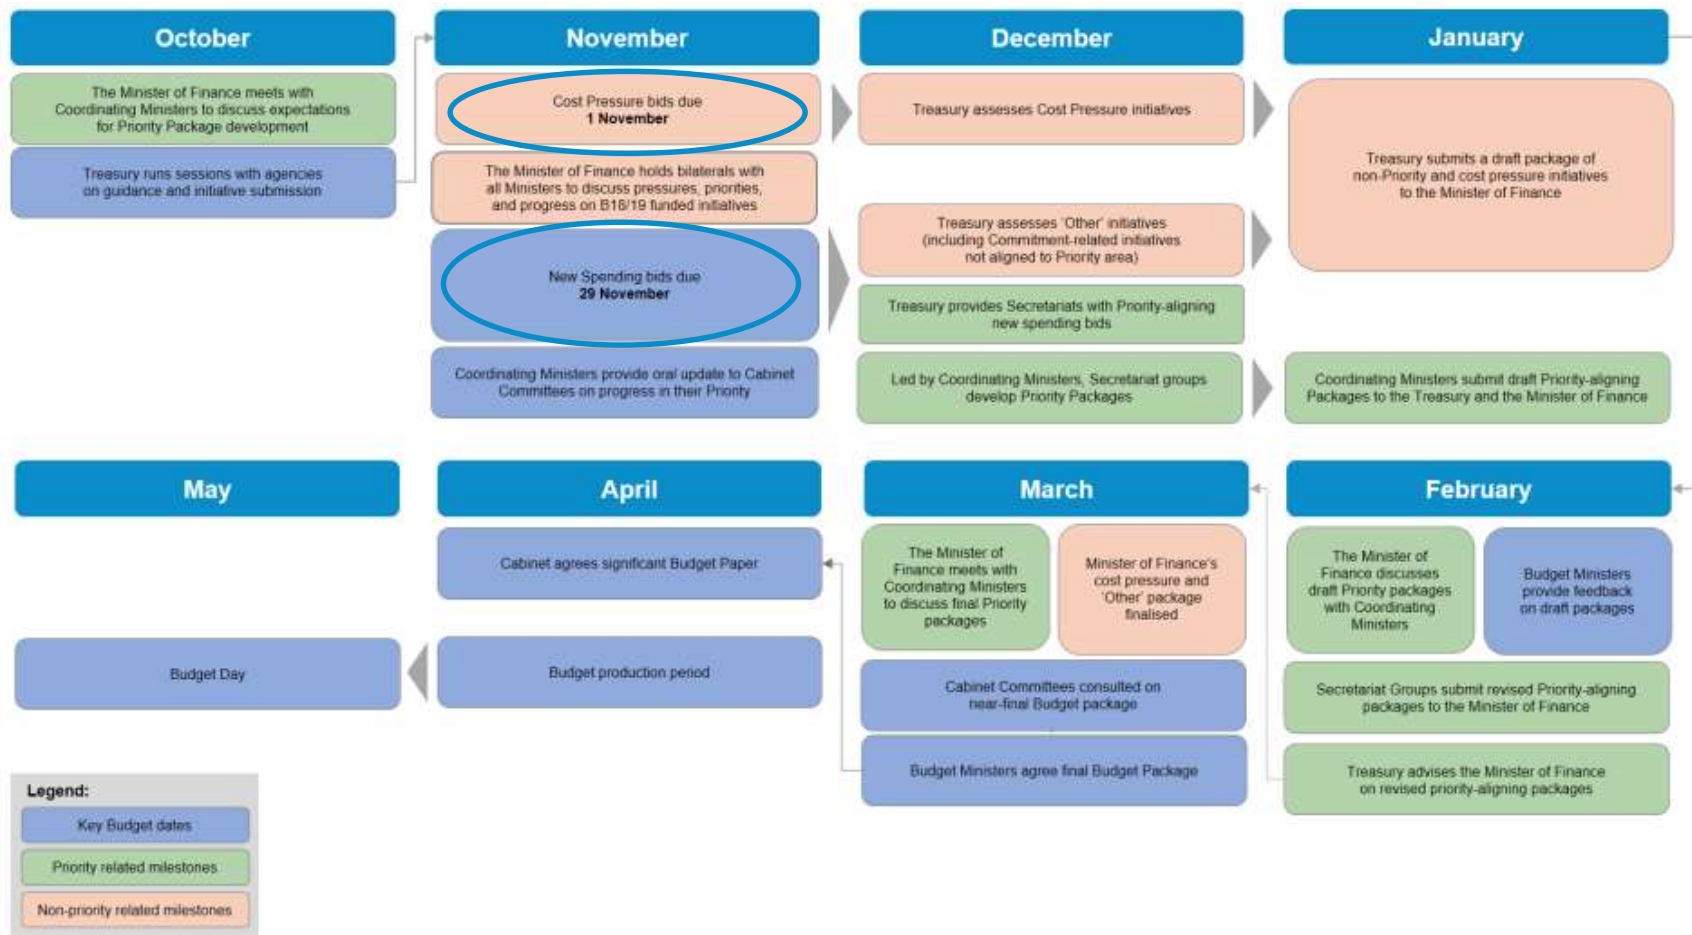 October
The Minister of Finance meets with
Coordinating Ministers to discuss expectations
for Priority Package development
Treasury runs sessions with agencies
on guidance and initiative submission
November
Cost Pressure bids due
1 November
The Minister of Finance holds bilaterals with
all Ministers to discuss pressures, priorities,
and progress on B18/19 funded initiatives
New Spending bids due
29 November
Coordinating Ministers provide oral update to Cabinet
Committees on progress in their Priority
December
Treasury assesses Cost Pressure initiatives
Treasury assesses 'Other' initiatives
(including Commitment-related initiatives
not aligned to Priority area)
Treasury provides Secretariats with Priority-aligning
new spending bids
Led by Coordinating Ministers, Secretariat groups
develop Priority Packages
January
Treasury submits a draft package of
non-Priority and cost pressure initiatives
to the Minister of Finance
Coordinating Ministers submit draft Priority-aligning
Packages to the Treasury and the Minister of Finance
May
Budget Day
April
Cabinet agrees significant Budget Paper
Budget production period
March
The Minister of
Finance meets with
Coordinating Ministers
to discuss final Priority
packages
Minister of Finance's
cost pressure and
'Other' package
finalised
Cabinet Committees consulted on
near-final Budget package
Budget Ministers agree final Budget Package
February
The Minister of
Finance discusses
draft Priority packages
with Coordinating
Ministers
Budget Ministers
provide feedback
on draft packages
Secretariat Groups submit revised Priority-aligning
packages to the Minister of Finance
Treasury advises the Minister of Finance
on revised priority-aligning packages
Legend:
Key Budget dates
Priority related milestones
Non-priority related milestones